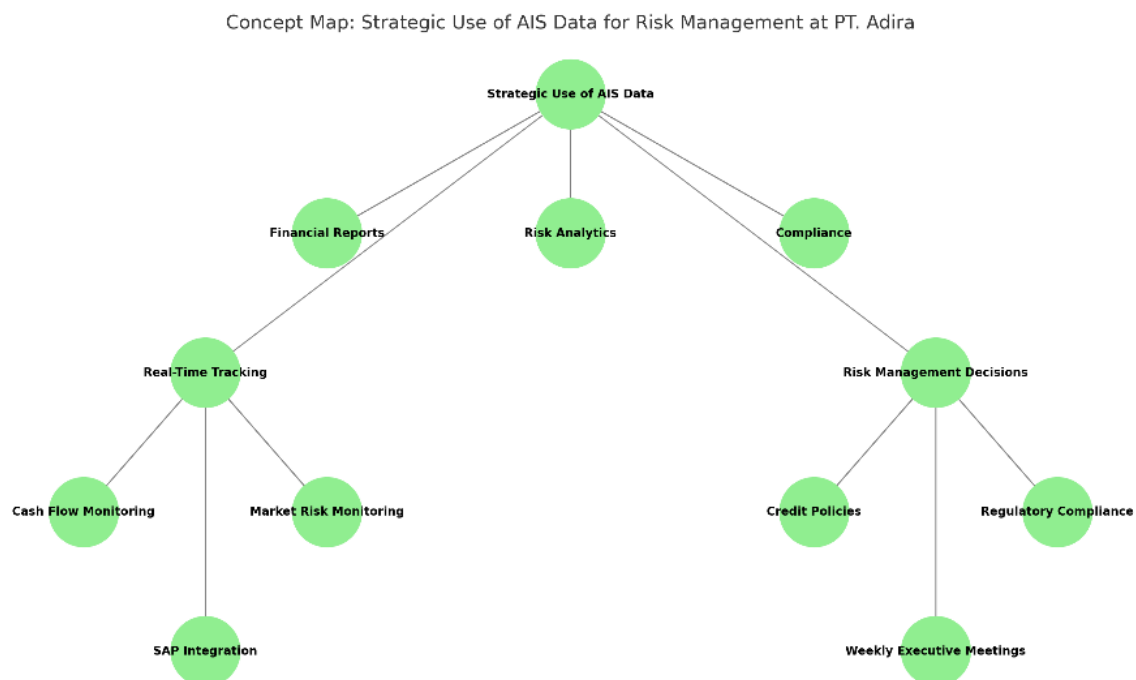 Concept Map: Strategic Use of AIS Data for Risk Management at PT. Adira
Strategic Use of AIS Data
Financial Reports
Risk Analytics
Compliance
Real-Time Tracking
Risk Management Decisions
Cash Flow Monitoring
Market Risk Monitoring
Credit Policies
Regulatory Compliance
SAP Integration
Weekly Executive Meetings